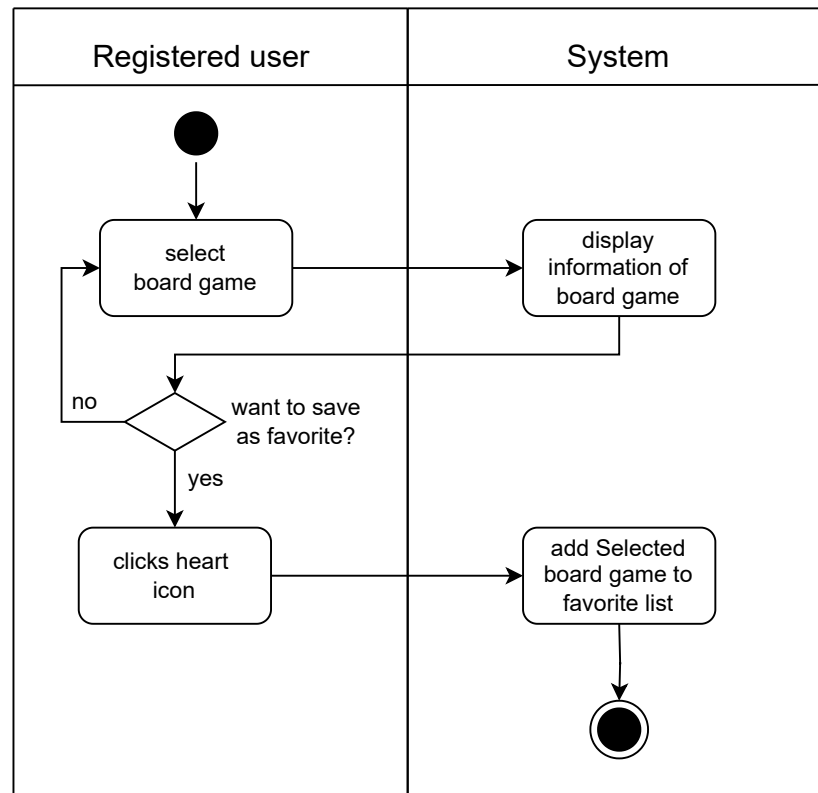 Registered user
System
select
board game
display
information of
board game
no
want to save
as favorite?
yes
clicks heart
icon
add Selected
board game to
favorite list